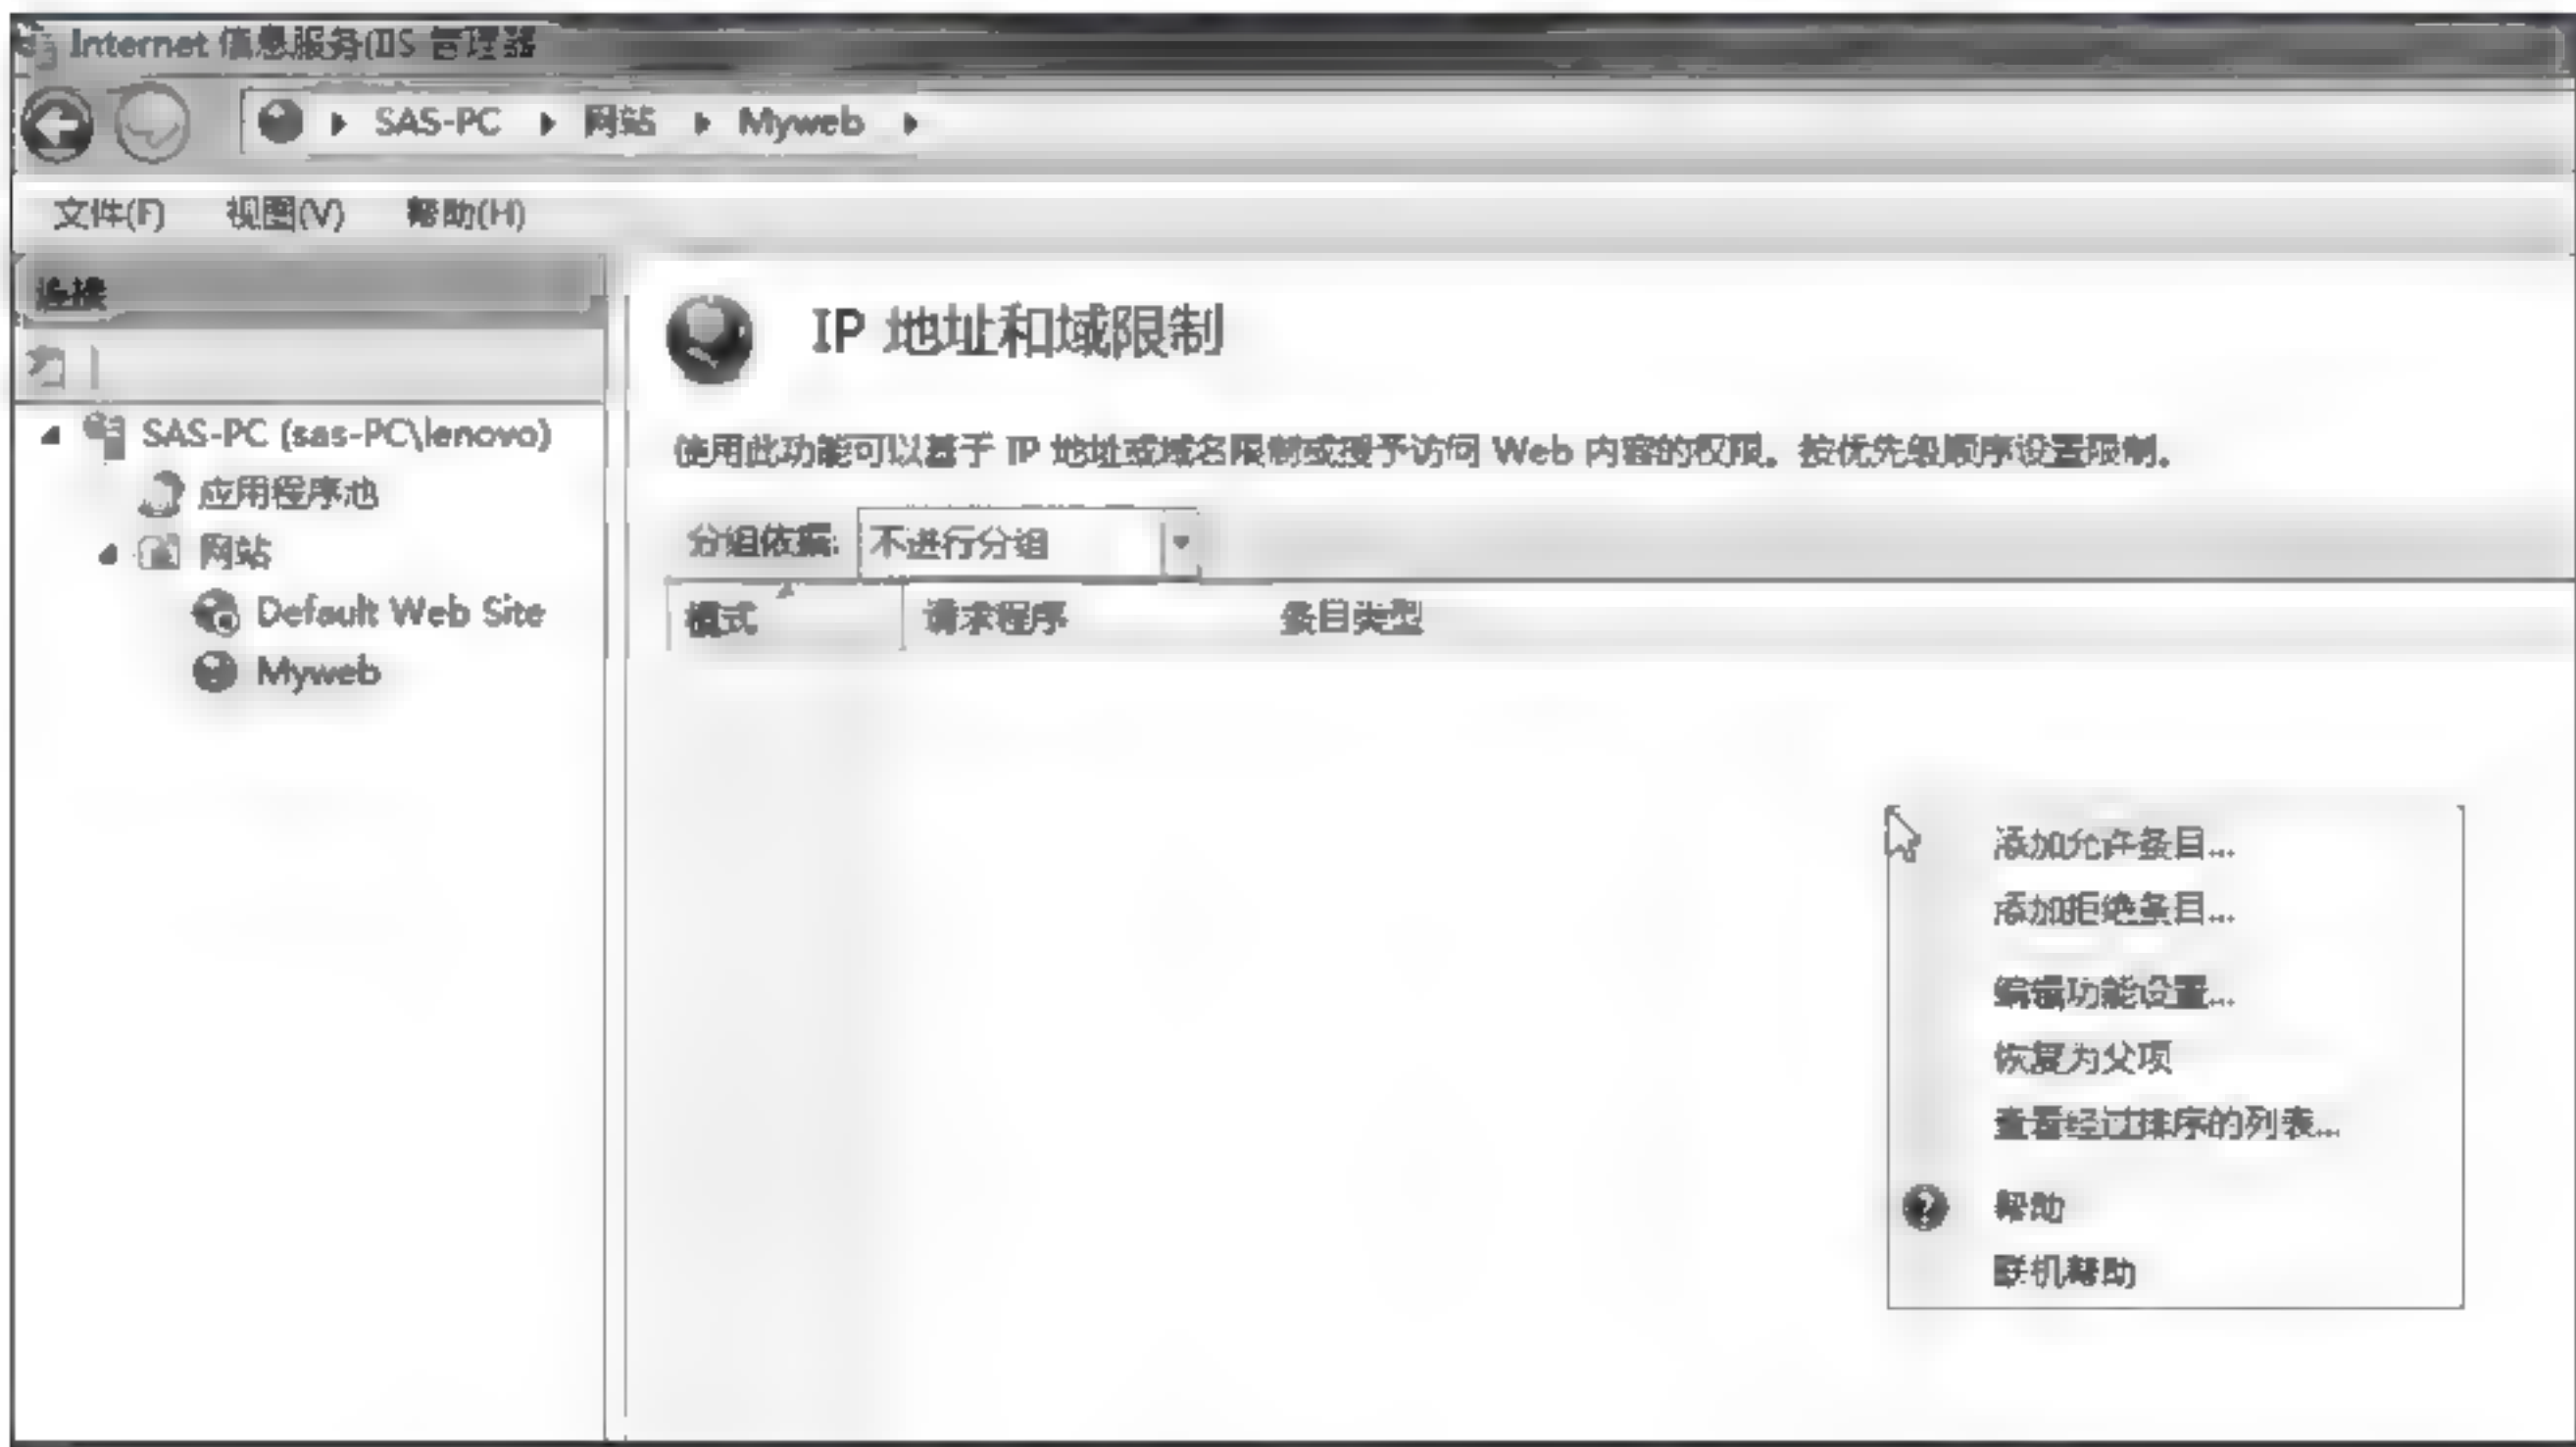 Internet 信息服务(IIS 管理器
SAS-PC 网站 Myweb
文件(F) 视图(V) 帮助(H)
连接
SAS-PC (sas-PC\lenovo)
应用程序池
网站
Default Web Site
Myweb
IP 地址和域限制
使用此功能可以基于 IP 地址或域名限制或授予访问 Web 内容的权限。按优先级顺序设置限制。
分组依据: 不进行分组
模式 请求程序 条目类型
添加允许条目...
添加拒绝条目...
编辑功能设置...
恢复为父项
查看经过排序的列表...
帮助
联机帮助